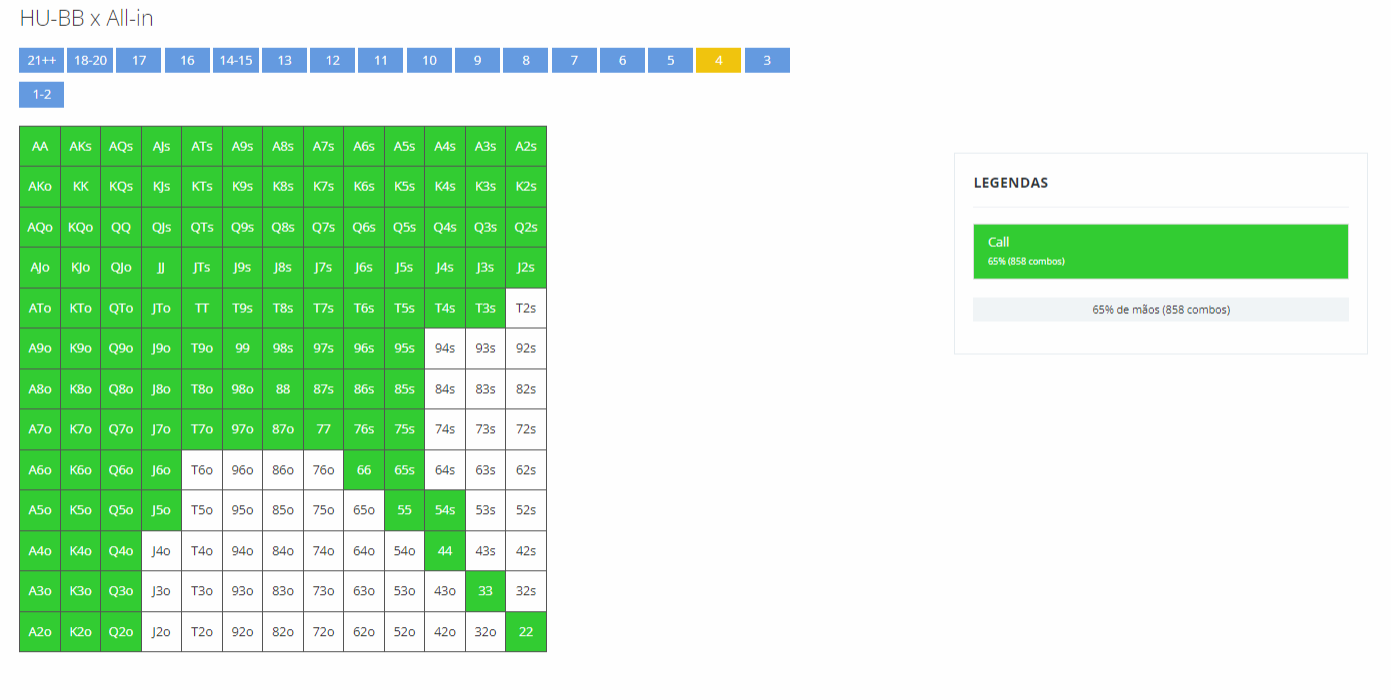 HU-BB x All-in
21++ 18-20 17 16 14-15 13 12 11 10 9 8 7 6 5 4 3
1-2
AA AKs AQs AJs ATs A9s A8s A7s A6s A5s A4s A3s A2s
AKo KK KQs KJs KTs K9s K8s K7s K6s K5s K4s K3s K2s
AQo KQo QQ QJs QTs Q9s Q8s Q7s Q6s Q5s Q4s Q3s Q2s
AJo KJo QJo JJ JTs J9s J8s J7s J6s J5s J4s J3s J2s
ATo KTo QTo JTo TT T9s T8s T7s T6s T5s T4s T3s T2s
A9o K9o Q9o J9o T9o 99 98s 97s 96s 95s 94s 93s 92s
A8o K8o Q8o J8o T8o 98o 88 87s 86s 85s 84s 83s 82s
A7o K7o Q7o J7o T7o 97o 87o 77 76s 75s 74s 73s 72s
A6o K6o Q6o J6o T6o 96o 86o 76o 66 65s 64s 63s 62s
A5o K5o Q5o J5o T5o 95o 85o 75o 65o 55 54s 53s 52s
A4o K4o Q4o J4o T4o 94o 84o 74o 64o 54o 44 43s 42s
A3o K3o Q3o J3o T3o 93o 83o 73o 63o 53o 43o 33 32s
A2o K2o Q2o J2o T2o 92o 82o 72o 62o 52o 42o 32o 22
LEGENDAS
Call
65% (858 combos)
65% de mãos (858 combos)